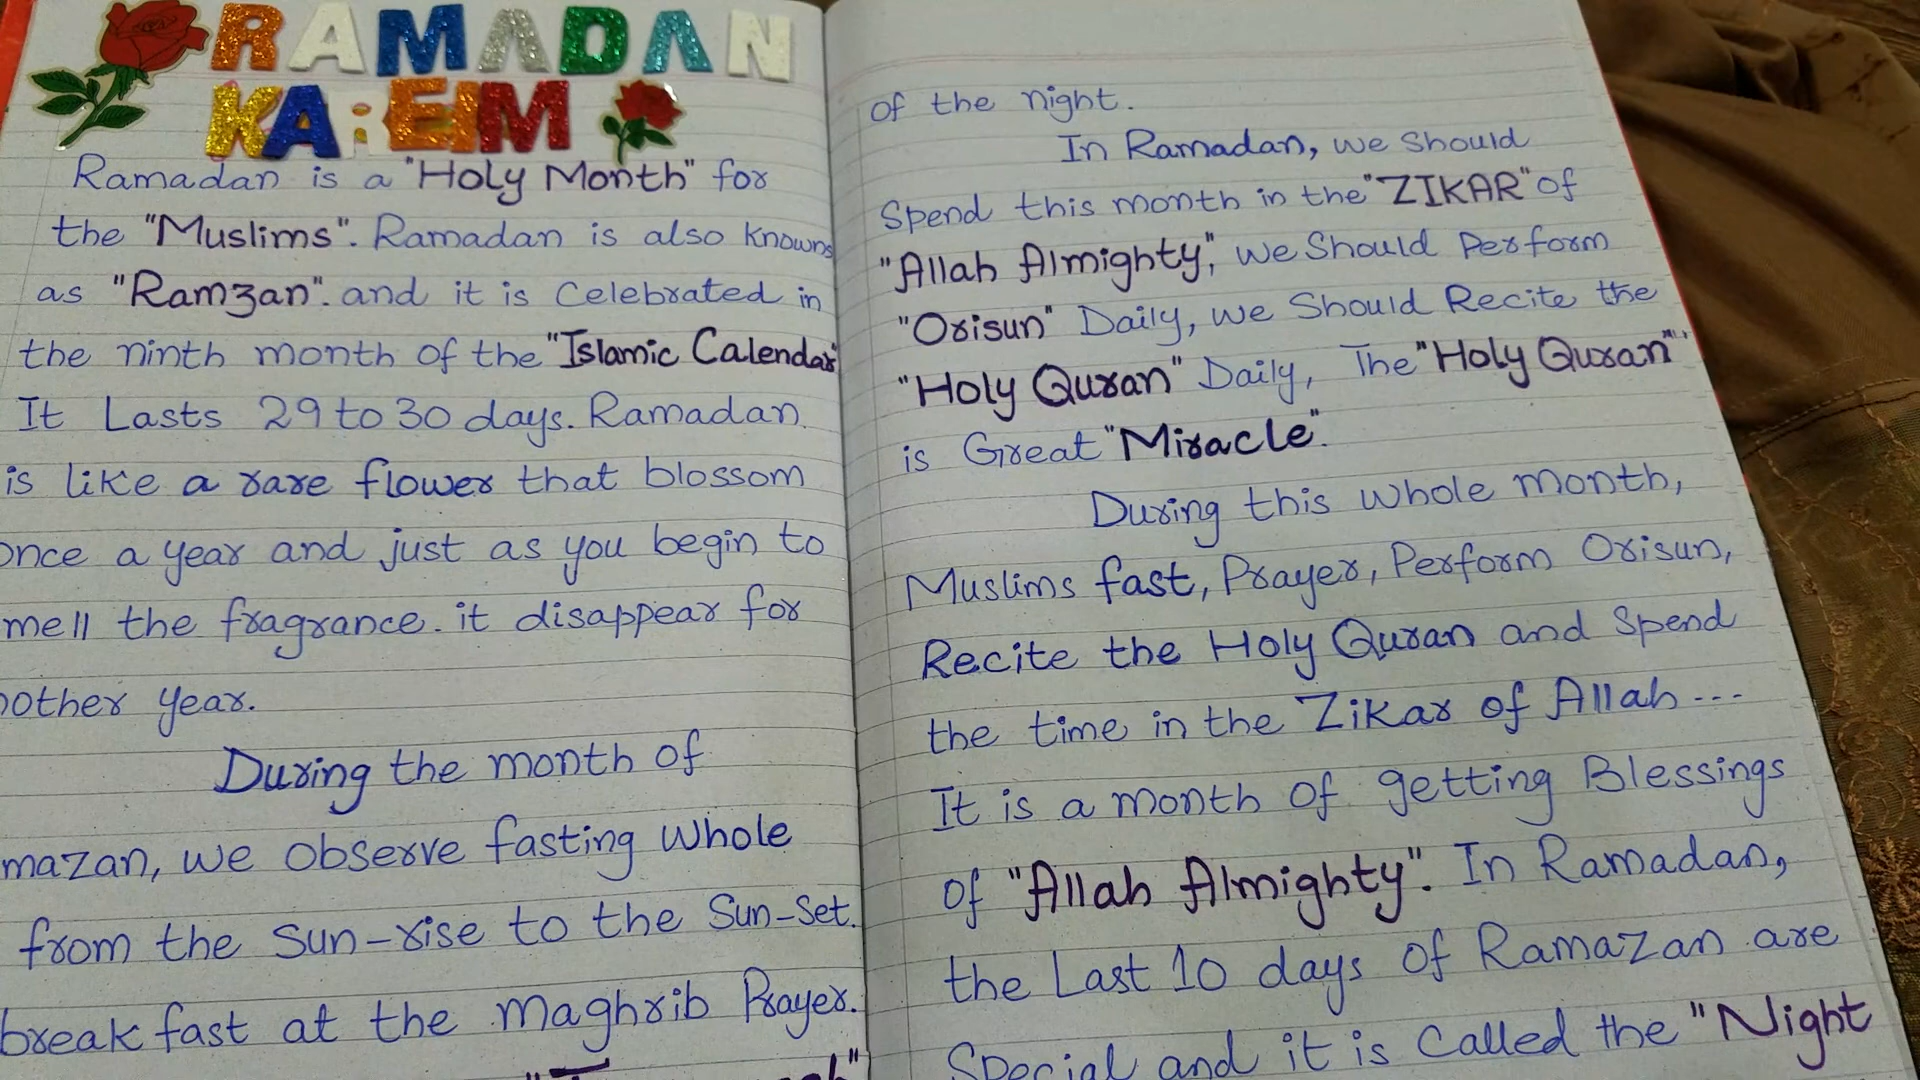 RAMADAN
KAREIM
Ramadan is a "Holy Month" for
the "Muslims". Ramadan is also knowns
as "Ramzan". and it is Celebrated in
the ninth month of the "Islamic Calendar"
It Lasts 29 to 30 days. Ramadan
is like a rare flower that blossom
once a year and just as you begin to
mell the fragrance. it disappear for
nother year.
During the month of
mazan, we observe fasting whole
from the Sun-rise to the Sun-Set.
break fast at the Maghrib Prayer.
of the night.
In Ramadan, we should
Spend this month in the "ZIKAR" of
"Allah Almighty", we Should Perform
"Orisun" Daily, we Should Recite the
"Holy Quran" Daily, The "Holy Quran"
is Great "Miracle".
During this whole month,
Muslims fast, Prayer, Perform Orisun,
Recite the Holy Quran and Spend
the time in the Zikar of Allah ---
It is a month of getting Blessings
of "Allah Almighty". In Ramadan,
the Last 10 days of Ramazan are
Special and it is Called the "Night